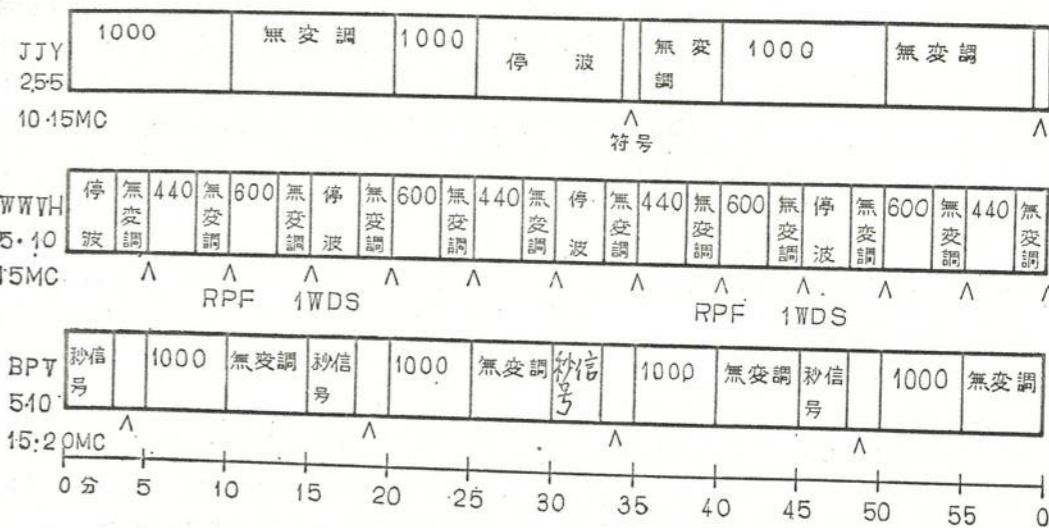 JJY 1000 無変調 1000 停波 無変調 1000 無変調
2.5.5
10.15MC
∧ ∧
符号
WWVH 停波 無変調 440 無変調 600 無変調 停波 無変調 600 無変調 440 無変調 停波 無変調 440 無変調 600 無変調 停波 無変調 600 無変調 440 無変調
5.10
15MC ∧ ∧ ∧ ∧ ∧ ∧ ∧ ∧ ∧ ∧ ∧ ∧
RPF 1WDS RPF 1WDS
BPV 秒信号 1000 無変調 秒信号 1000 無変調 秒信号 1000 無変調 秒信号 1000 無変調
5.10
15.20MC ∧ ∧ ∧ ∧
0分 5 10 15 20 25 30 35 40 45 50 55 0